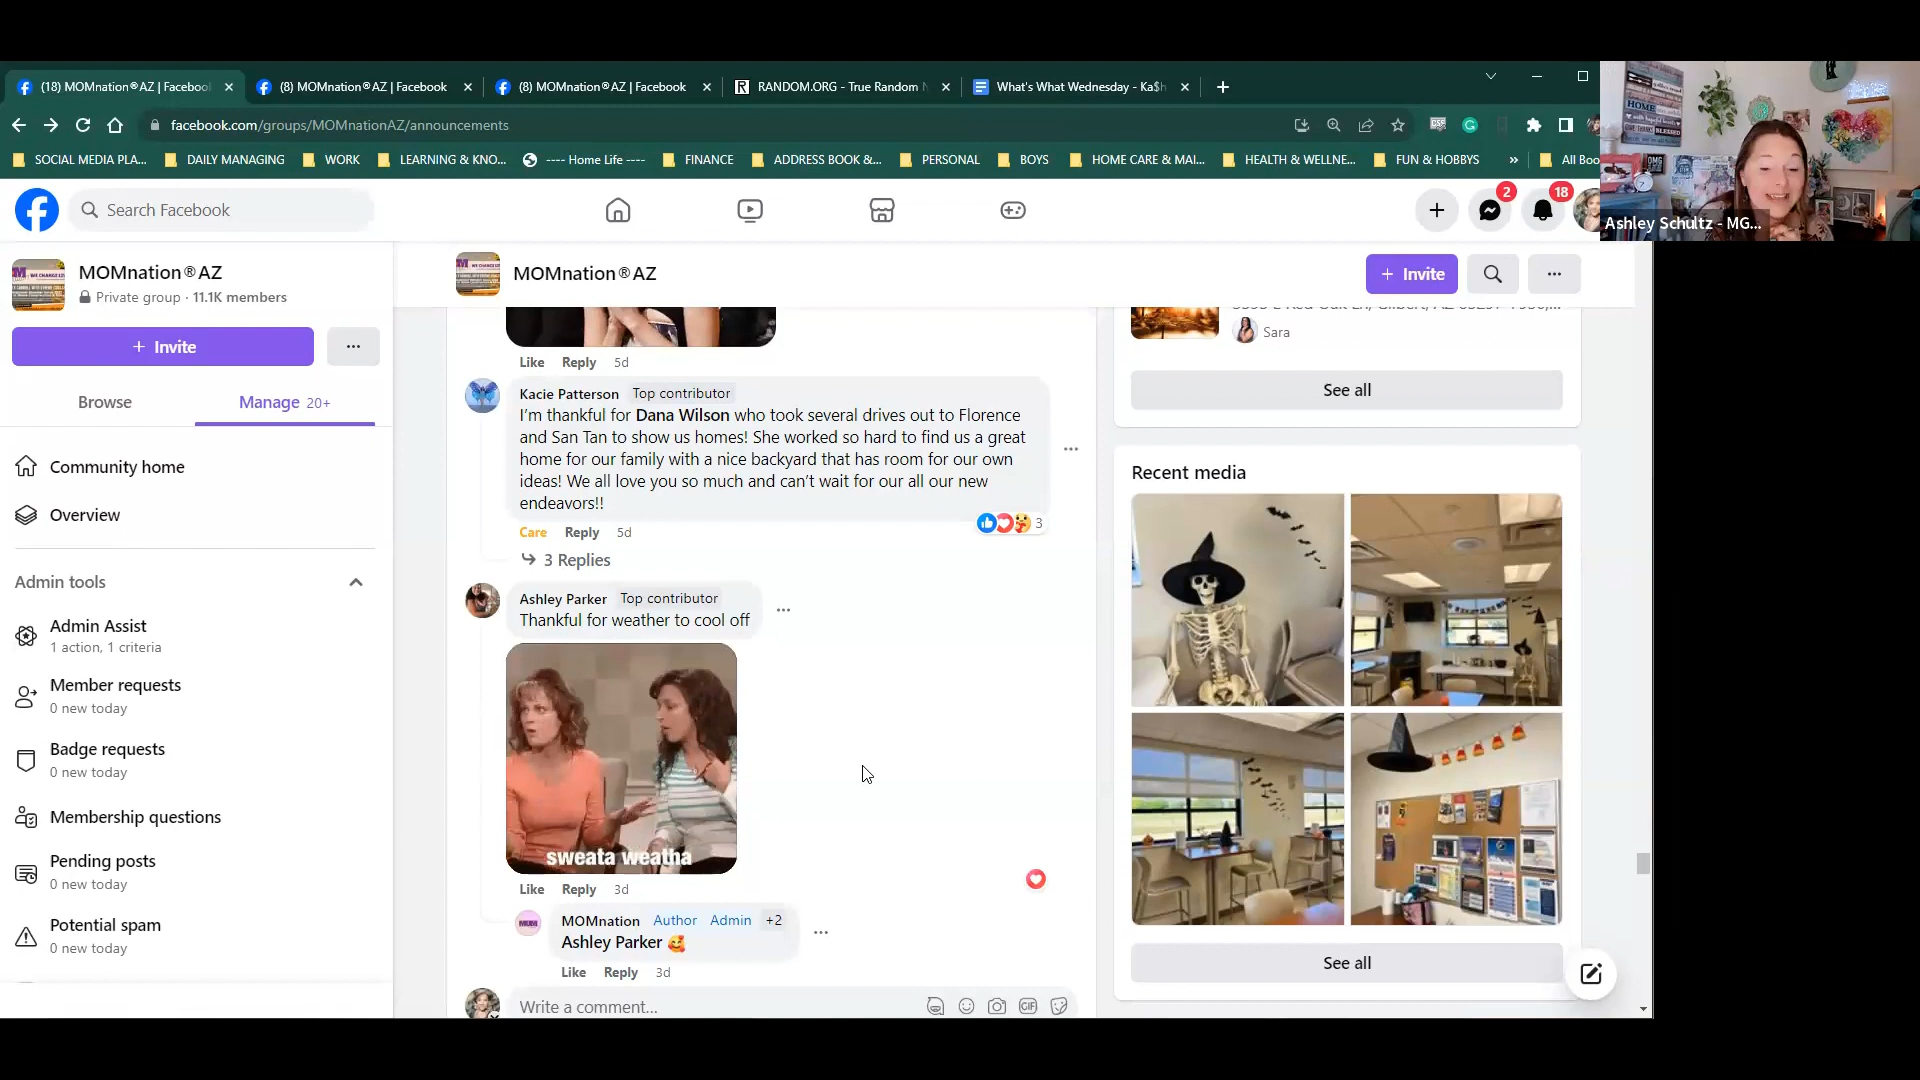 (18) MOMnation®AZ | Facebook
(8) MOMnation®AZ | Facebook
(8) MOMnation®AZ | Facebook
RANDOM.ORG - True Random
What's What Wednesday - Ka$h
facebook.com/groups/MOMnationAZ/announcements
SOCIAL MEDIA PLA...
DAILY MANAGING
WORK
LEARNING & KNO...
---- Home Life ----
FINANCE
ADDRESS BOOK &...
PERSONAL
BOYS
HOME CARE & MAI...
HEALTH & WELLNE...
FUN & HOBBYS
»
All Boo
Search Facebook
2
18
HOME
BLESSED
Ashley Schultz - MG...
MOMnation®AZ
Private group · 11.1K members
+ Invite
Browse
Manage 20+
Community home
Overview
Admin tools
Admin Assist
1 action, 1 criteria
Member requests
0 new today
Badge requests
0 new today
Membership questions
Pending posts
0 new today
Potential spam
0 new today
MOMnation®AZ
+ Invite
Like Reply 5d
Kacie Patterson Top contributor
I'm thankful for Dana Wilson who took several drives out to Florence
and San Tan to show us homes! She worked so hard to find us a great
home for our family with a nice backyard that has room for our own
ideas! We all love you so much and can't wait for our all our new
endeavors!!
3
Care Reply 5d
3 Replies
Ashley Parker Top contributor
Thankful for weather to cool off
sweata weatha
Like Reply 3d
MOMnation Author Admin +2
Ashley Parker 🥰
Like Reply 3d
Write a comment...
GIF
Sara
See all
Recent media
See all